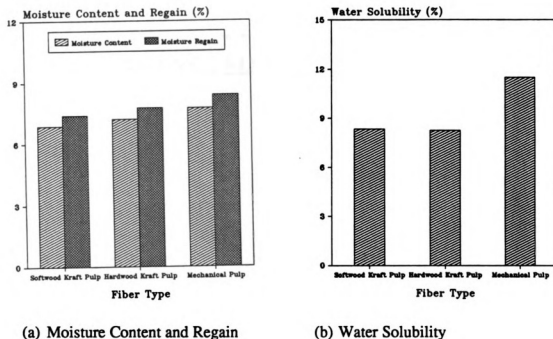 Moisture Content and Regain (%)
12
9
6
3
0
Moisture Content
Moisture Regain
Softwood Kraft Pulp Hardwood Kraft Pulp Mechanical Pulp
Fiber Type
(a) Moisture Content and Regain
Water Solubility (%)
16
12
9
6
3
0
Softwood Kraft Pulp Hardwood Kraft Pulp Mechanical Pulp
Fiber Type
(b) Water Solubility